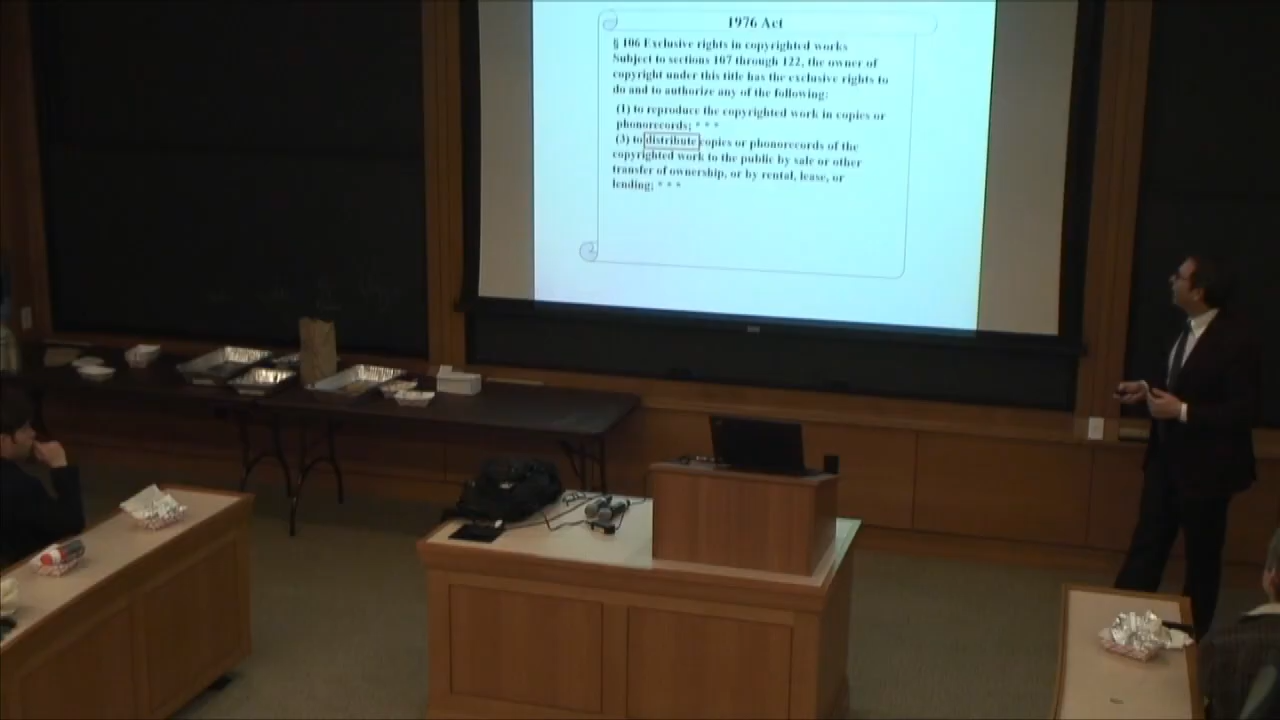 1976 Act
§ 106 Exclusive rights in copyrighted works
Subject to sections 107 through 122, the owner of
copyright under this title has the exclusive rights to
do and to authorize any of the following:
(1) to reproduce the copyrighted work in copies or
phonorecords; * * *
(3) to distribute copies or phonorecords of the
copyrighted work to the public by sale or other
transfer of ownership, or by rental, lease, or
lending; * * *